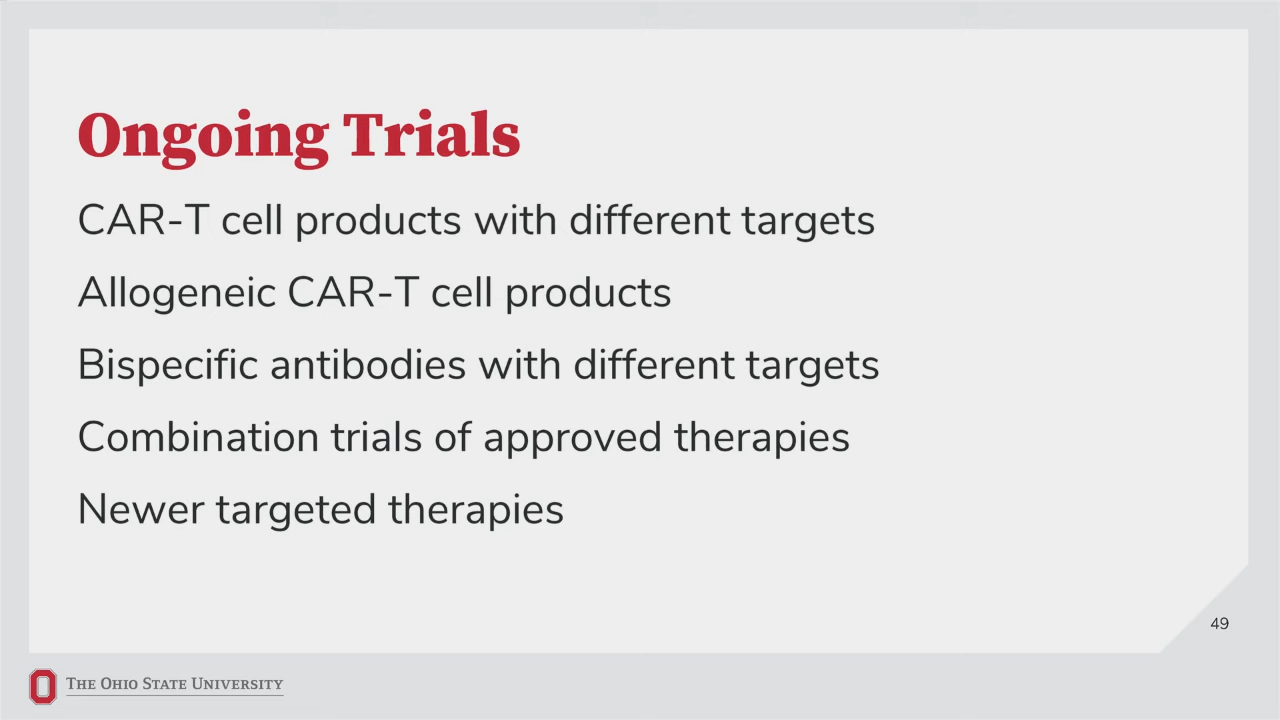 Ongoing Trials
CAR-T cell products with different targets
Allogeneic CAR-T cell products
Bispecific antibodies with different targets
Combination trials of approved therapies
Newer targeted therapies
49
THE OHIO STATE UNIVERSITY